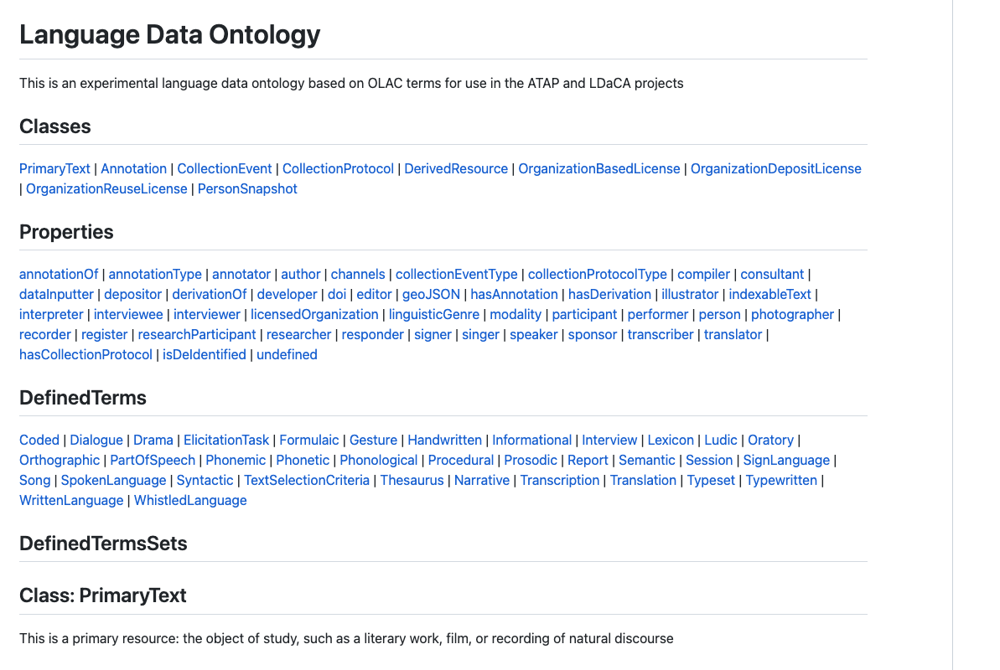 Language Data Ontology
This is an experimental language data ontology based on OLAC terms for use in the ATAP and LDaCA projects
Classes
PrimaryText | Annotation | CollectionEvent | CollectionProtocol | DerivedResource | OrganizationBasedLicense | OrganizationDepositLicense
| OrganizationReuseLicense | PersonSnapshot
Properties
annotationOf | annotationType | annotator | author | channels | collectionEventType | collectionProtocolType | compiler | consultant |
dataInputter | depositor | derivationOf | developer | doi | editor | geoJSON | hasAnnotation | hasDerivation | illustrator | indexableText |
interpreter | interviewee | interviewer | licensedOrganization | linguisticGenre | modality | participant | performer | person | photographer |
recorder | register | researchParticipant | researcher | responder | signer | singer | speaker | sponsor | transcriber | translator |
hasCollectionProtocol | isDeIdentified | undefined
DefinedTerms
Coded | Dialogue | Drama | ElicitationTask | Formulaic | Gesture | Handwritten | Informational | Interview | Lexicon | Ludic | Oratory |
Orthographic | PartOfSpeech | Phonemic | Phonetic | Phonological | Procedural | Prosodic | Report | Semantic | Session | SignLanguage |
Song | SpokenLanguage | Syntactic | TextSelectionCriteria | Thesaurus | Narrative | Transcription | Translation | Typeset | Typewritten |
WrittenLanguage | WhistledLanguage
DefinedTermsSets
Class: PrimaryText
This is a primary resource: the object of study, such as a literary work, film, or recording of natural discourse